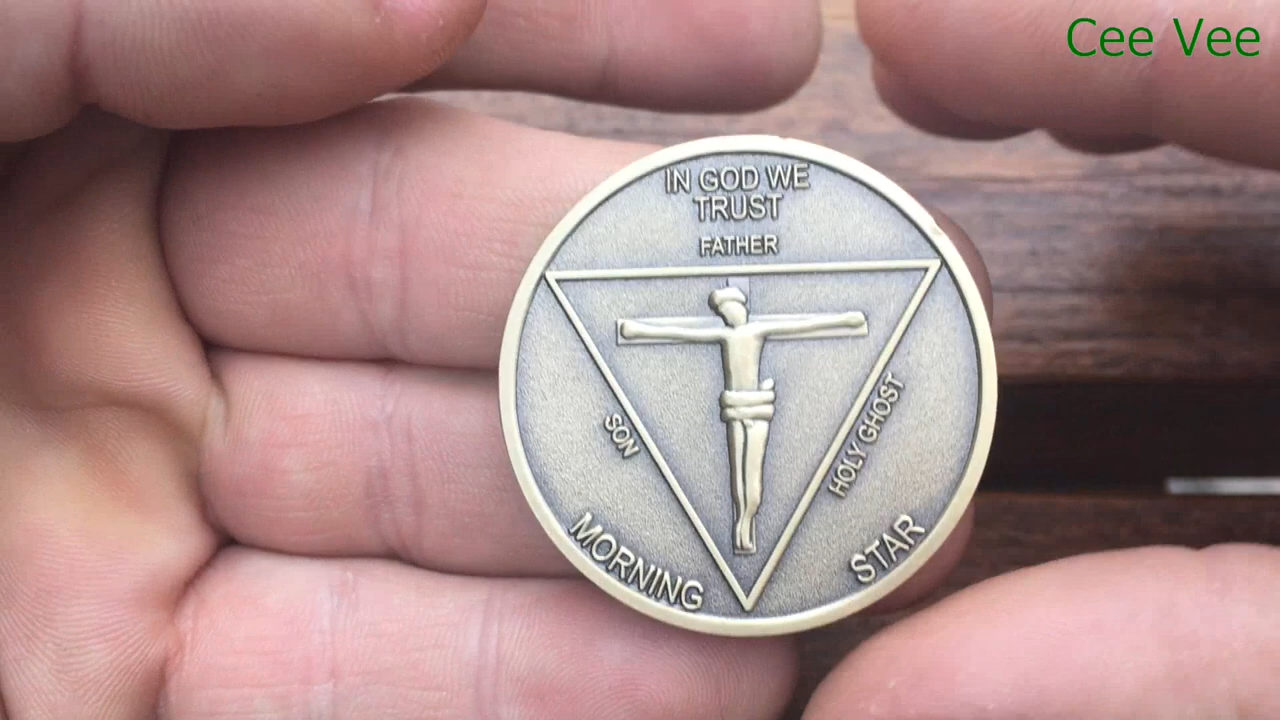 Cee Vee
IN GOD WE
TRUST
FATHER
SON
HOLY GHOST
MORNING
STAR